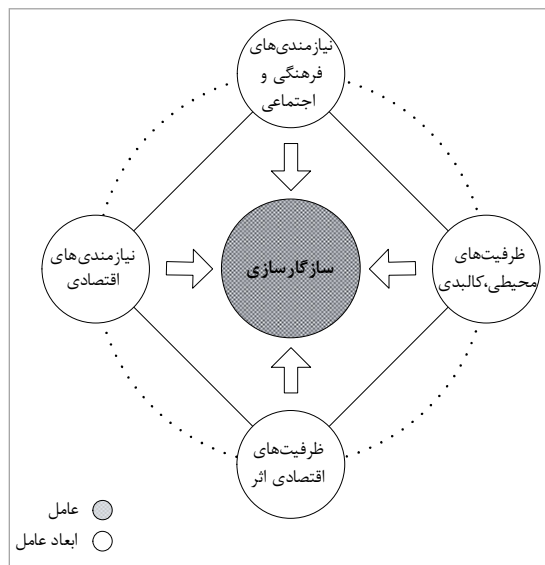 نیازمندی‌های
فرهنگی و
اجتماعی
نیازمندی‌های
اقتصادی
سازگارسازی
ظرفیت‌های
محیطی،کالبدی
ظرفیت‌های
اقتصادی اثر
عامل
ابعاد عامل